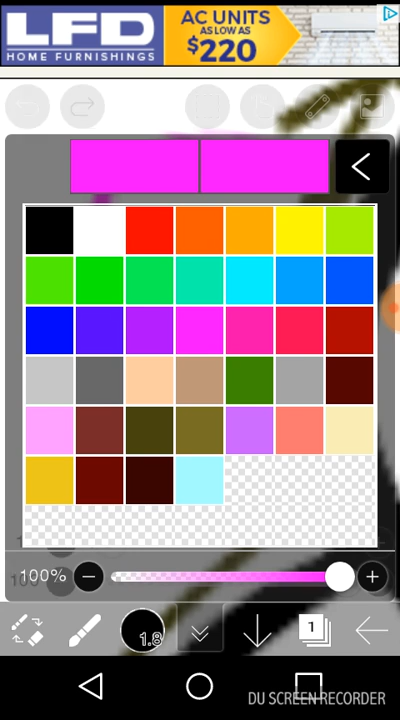 LFD
HOME FURNISHINGS
AC UNITS
AS LOW AS
$220
100%
1.8
1
DU SCREEN RECORDER